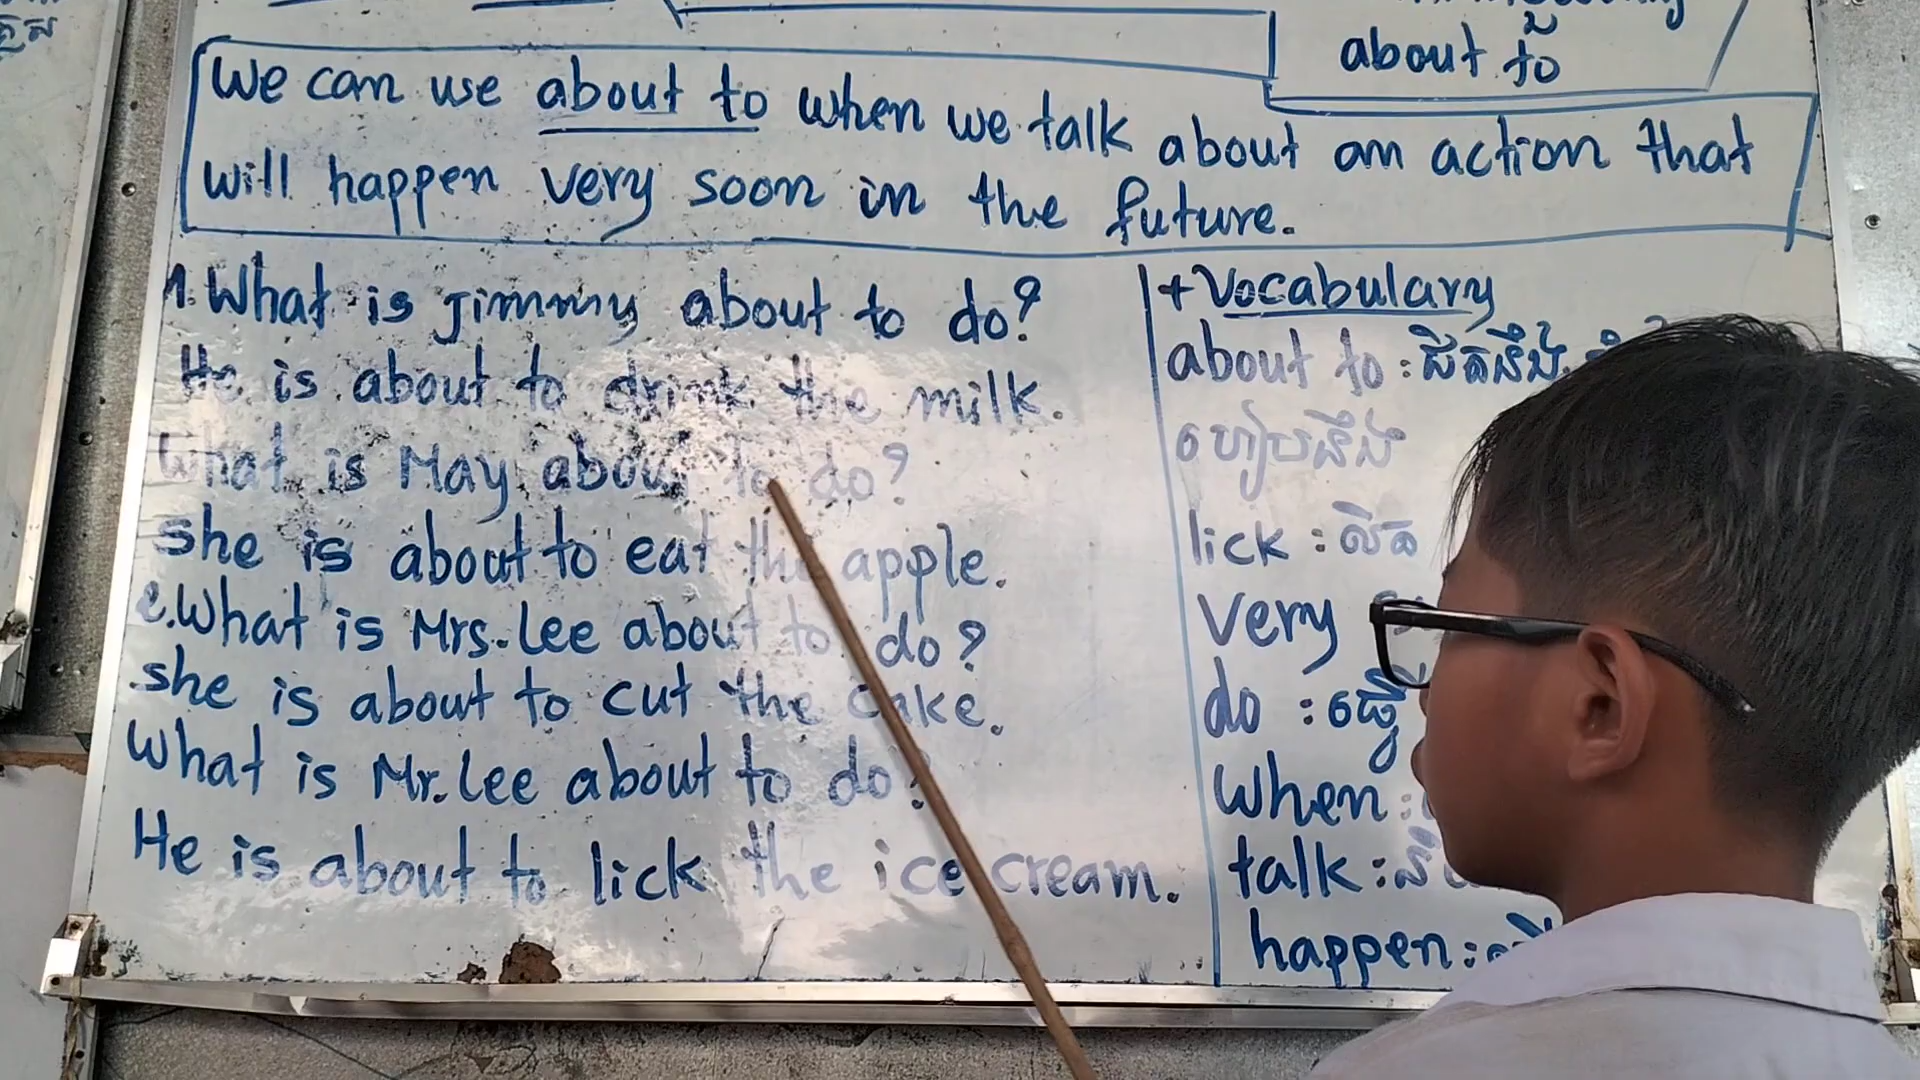 about to
We can use about to when we talk about an action that
will happen very soon in the future.
1. What is Jimmy about to do?
He is about to drink the milk.
What is May about to do?
she is about to eat the apple.
2. What is Mrs. Lee about to do?
she is about to cut the cake.
What is Mr. Lee about to do?
He is about to lick the ice cream.
+ Vocabulary
about to : ជិតនឹង
ហៀបនឹង
lick : លិត
very
do : ធ្វើ
when :
talk :
happen :